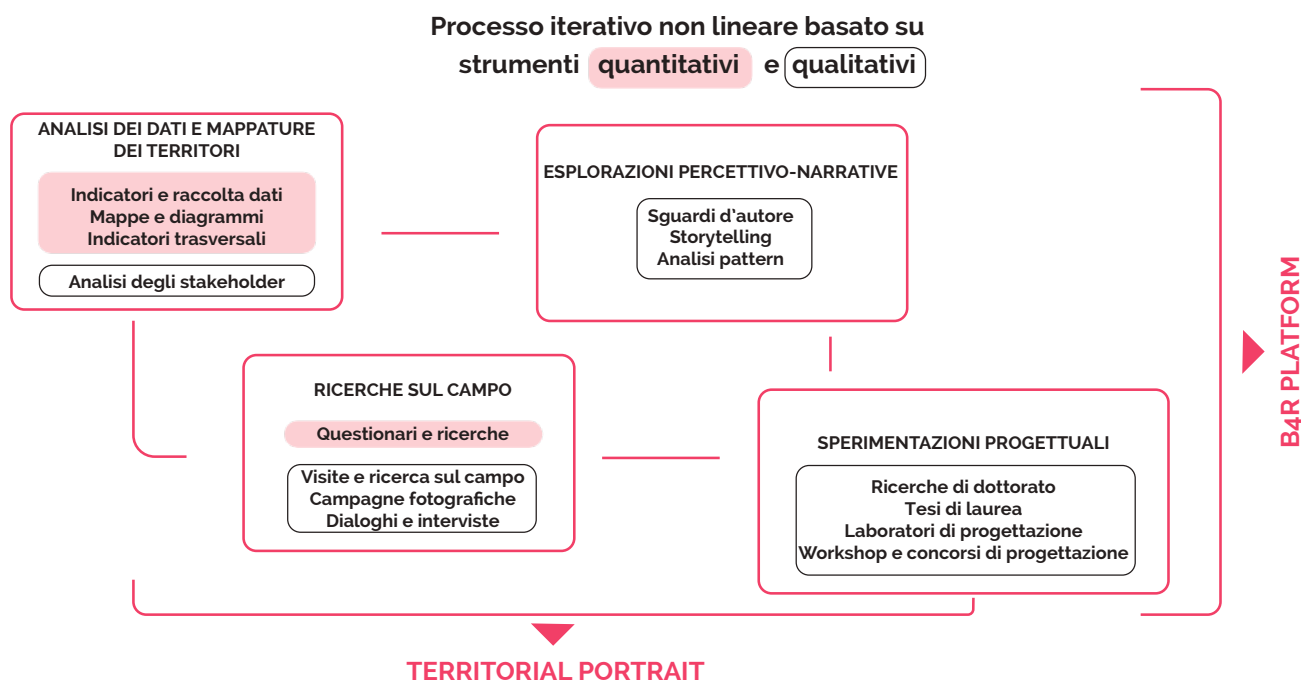 Processo iterativo non lineare basato su
strumenti quantitativi e qualitativi
ANALISI DEI DATI E MAPPATURE
DEI TERRITORI
Indicatori e raccolta dati
Mappe e diagrammi
Indicatori trasversali
Analisi degli stakeholder
ESPLORAZIONI PERCETTIVO-NARRATIVE
Sguardi d'autore
Storytelling
Analisi pattern
RICERCHE SUL CAMPO
Questionari e ricerche
Visite e ricerca sul campo
Campagne fotografiche
Dialoghi e interviste
SPERIMENTAZIONI PROGETTUALI
Ricerche di dottorato
Tesi di laurea
Laboratori di progettazione
Workshop e concorsi di progettazione
B4R PLATFORM
TERRITORIAL PORTRAIT